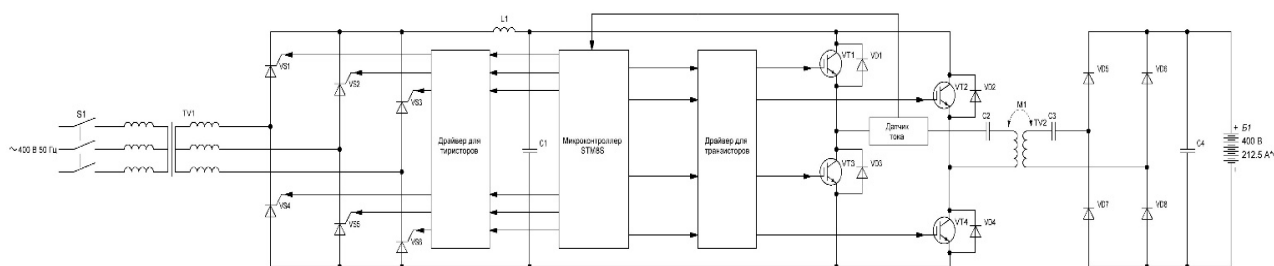 L1
VS1
VS2
VS3
S1
TV1
~400 В 50 Гц
VS4
VS5
VS6
Драйвер для
тиристоров
C1
Микроконтроллер
STM8S
Драйвер для
транзисторов
VT1
VD1
VT2
VD2
VT3
VD3
VT4
VD4
Датчик
тока
C2
M1
TV2
C3
VD5
VD6
VD7
VD8
C4
Б1
400 В
212.5 А*